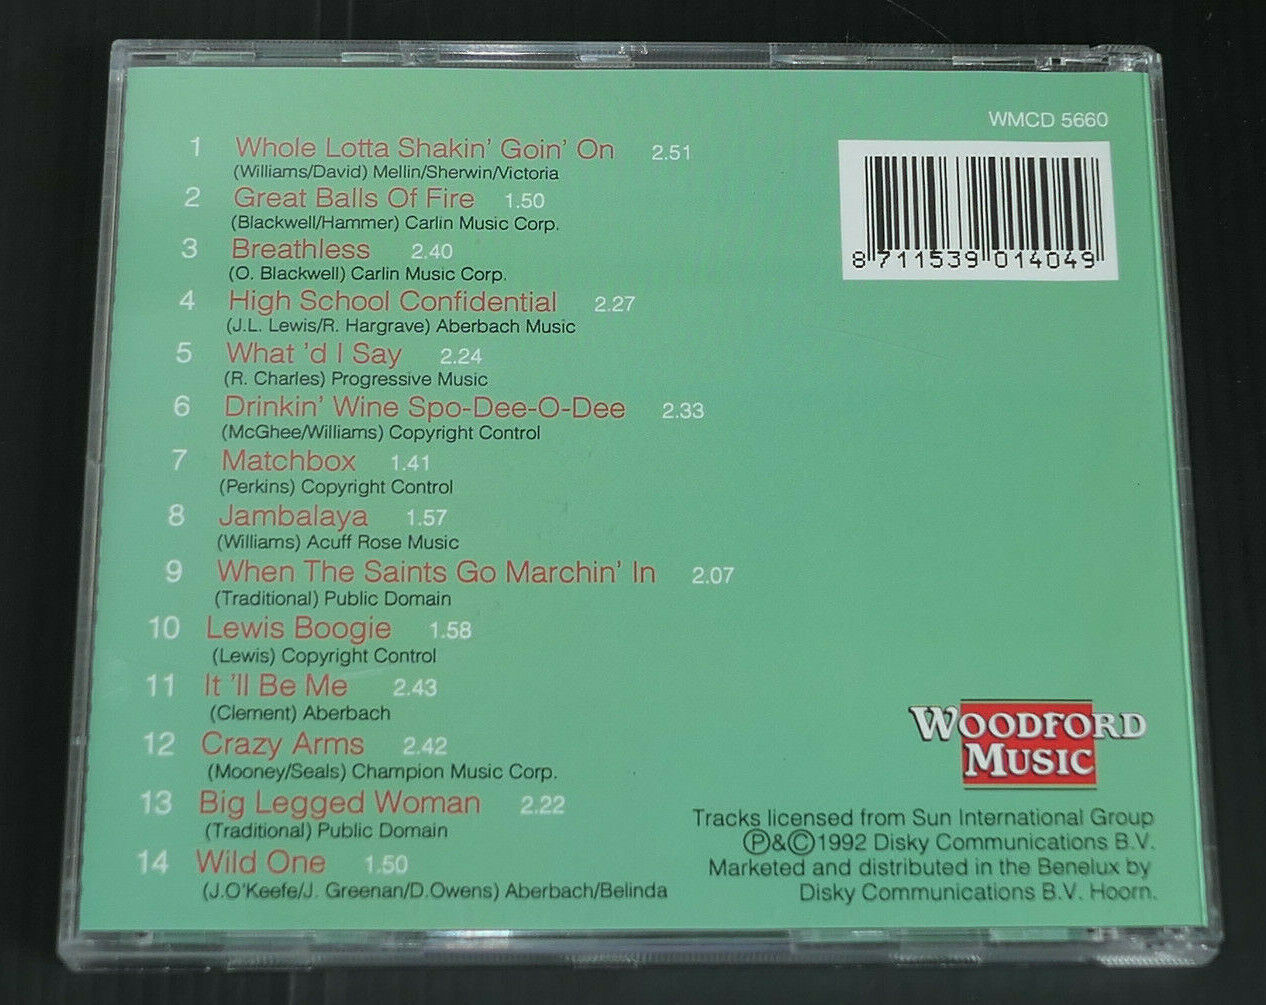 WMCD 5660
1 Whole Lotta Shakin' Goin' On 2.51
(Williams/David) Mellin/Sherwin/Victoria
2 Great Balls Of Fire 1.50
(Blackwell/Hammer) Carlin Music Corp.
3 Breathless 2.40
(O. Blackwell) Carlin Music Corp.
4 High School Confidential 2.27
(J.L. Lewis/R. Hargrave) Aberbach Music
5 What 'd I Say 2.24
(R. Charles) Progressive Music
6 Drinkin' Wine Spo-Dee-O-Dee 2.33
(McGhee/Williams) Copyright Control
7 Matchbox 1.41
(Perkins) Copyright Control
8 Jambalaya 1.57
(Williams) Acuff Rose Music
9 When The Saints Go Marchin' In 2.07
(Traditional) Public Domain
10 Lewis Boogie 1.58
(Lewis) Copyright Control
11 It 'll Be Me 2.43
(Clement) Aberbach
12 Crazy Arms 2.42
(Mooney/Seals) Champion Music Corp.
13 Big Legged Woman 2.22
(Traditional) Public Domain
14 Wild One 1.50
(J.O'Keefe/J. Greenan/D.Owens) Aberbach/Belinda
8 711539 014049
WOODFORD
MUSIC
Tracks licensed from Sun International Group
Ⓟ&©1992 Disky Communications B.V.
Marketed and distributed in the Benelux by
Disky Communications B.V. Hoorn.